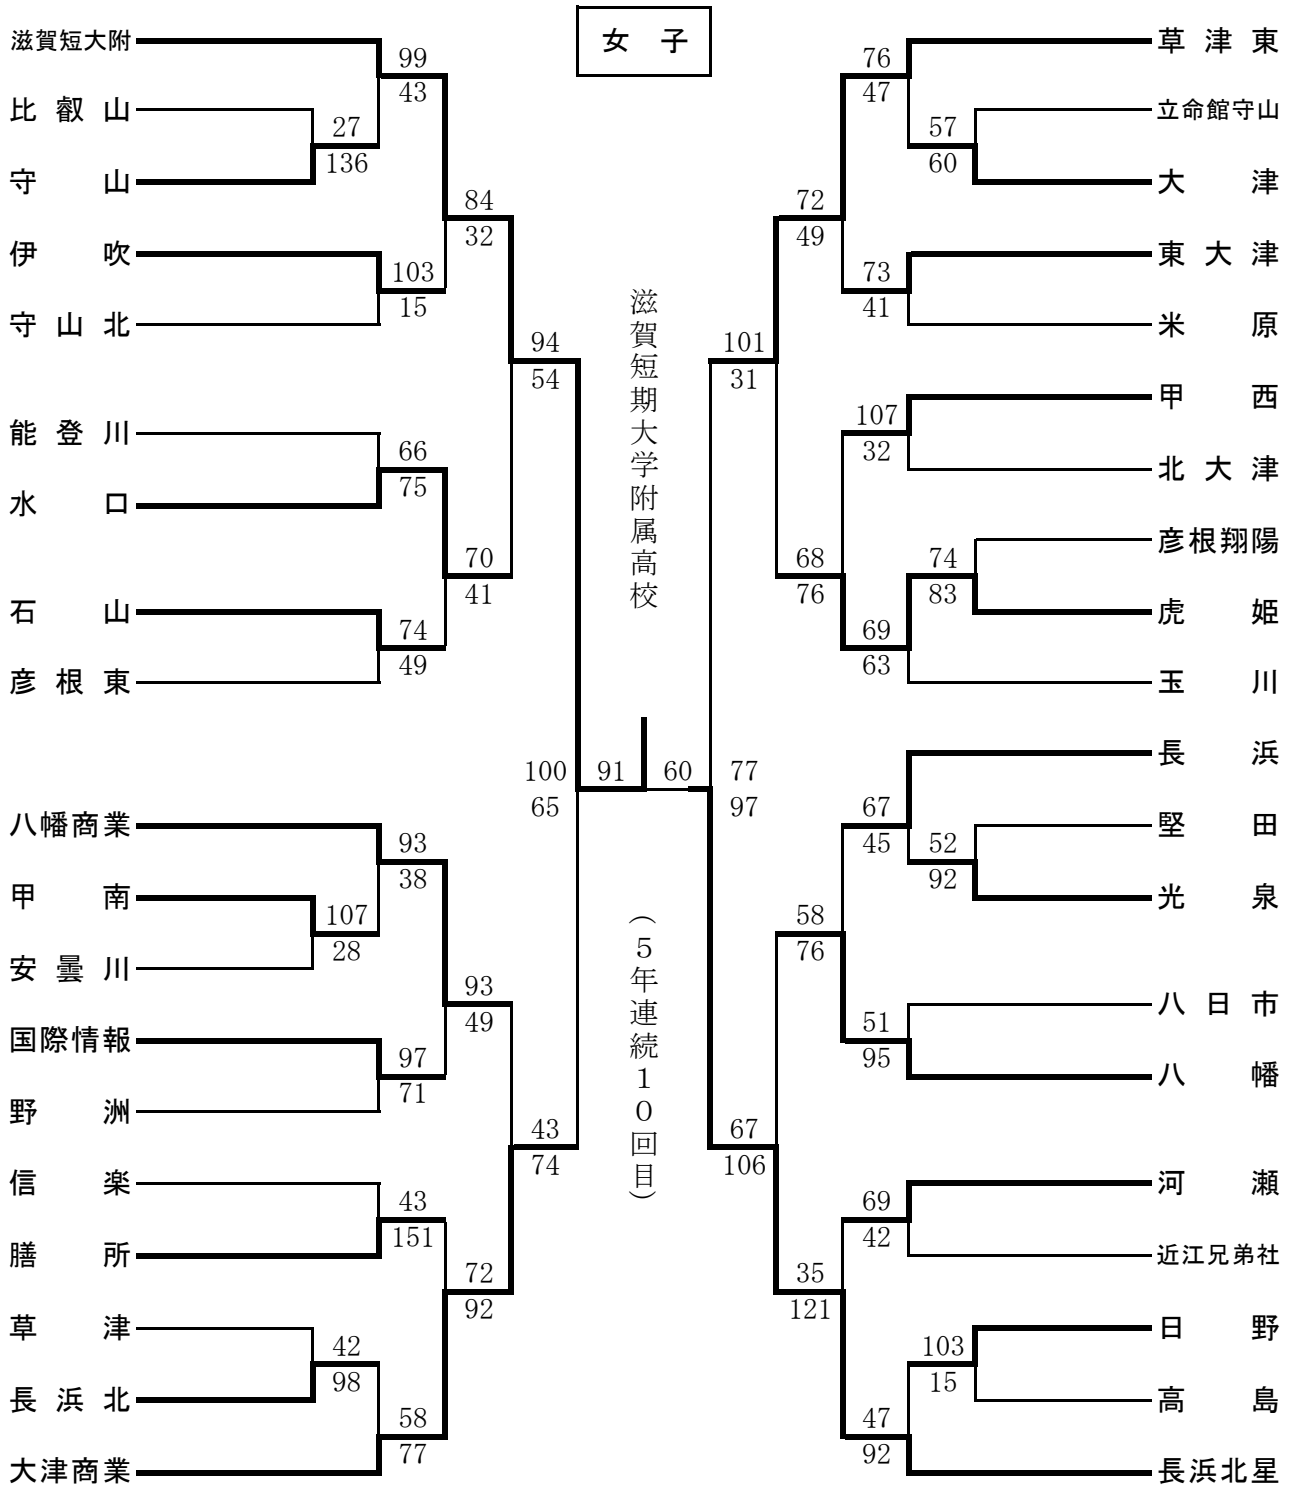 女 子
滋賀短大附
比叡山
守山
伊吹
守山北
能登川
水口
石山
彦根東
八幡商業
甲南
安曇川
国際情報
野洲
信楽
膳所
草津
長浜北
大津商業
99
43
27
136
84
32
103
15
94
54
66
75
70
41
74
49
100
65
93
38
107
28
93
49
97
71
43
74
43
151
72
92
42
98
58
77
91
60
滋賀短期大学附属高校
（５年連続１０回目）
76
47
57
60
72
49
73
41
101
31
107
32
68
76
74
83
69
63
77
97
67
45
52
92
58
76
51
95
67
106
69
42
35
121
103
15
47
92
草津東
立命館守山
大津
東大津
米原
甲西
北大津
彦根翔陽
虎姫
玉川
長浜
堅田
光泉
八日市
八幡
河瀬
近江兄弟社
日野
高島
長浜北星